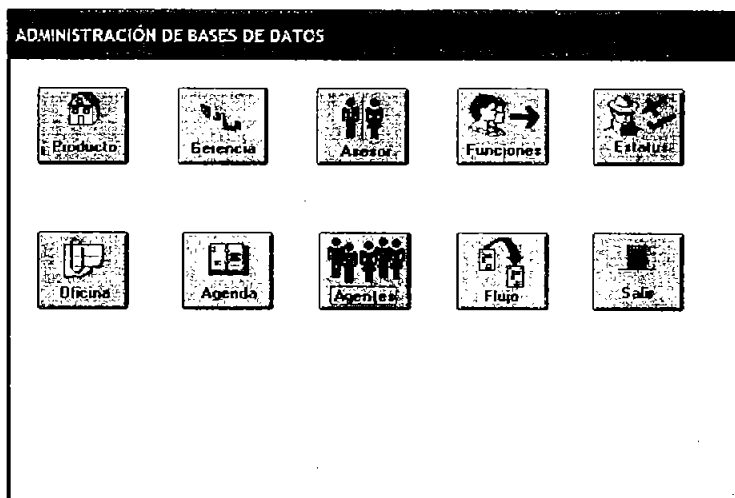 ADMINISTRACIÓN DE BASES DE DATOS
Producto Gerencia Asesor Funciones Estatus
Oficina Agenda Agentes Flujo Salir